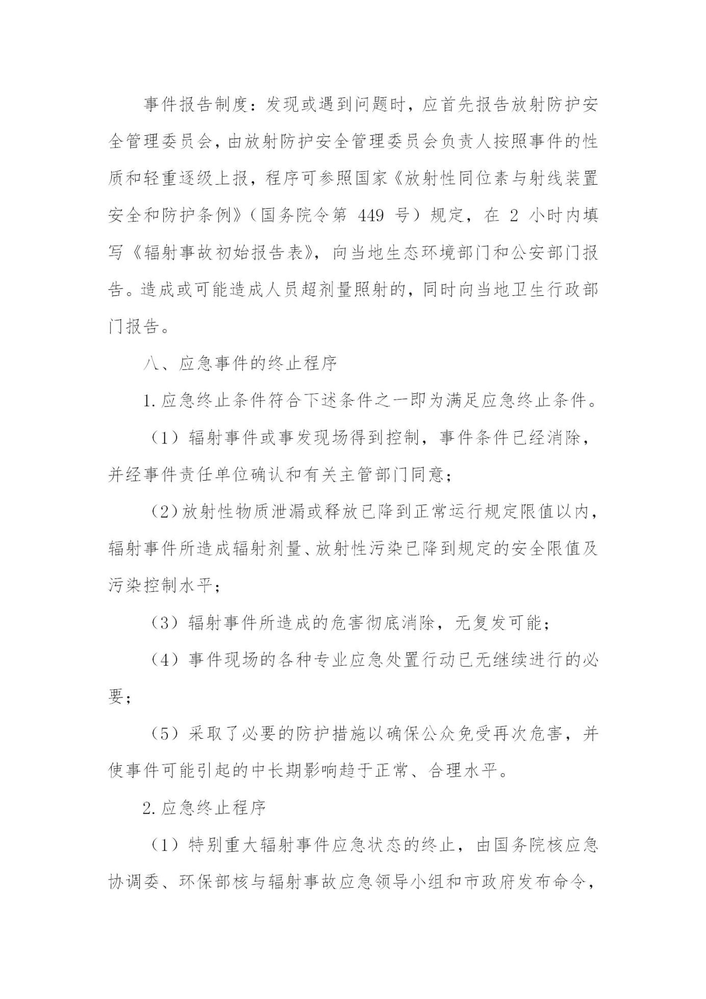 事件报告制度：发现或遇到问题时，应首先报告放射防护安
全管理委员会，由放射防护安全管理委员会负责人按照事件的性
质和轻重逐级上报，程序可参照国家《放射性同位素与射线装置
安全和防护条例》（国务院令第 449 号）规定，在 2 小时内填
写《辐射事故初始报告表》，向当地生态环境部门和公安部门报
告。造成或可能造成人员超剂量照射的，同时向当地卫生行政部
门报告。
八、应急事件的终止程序
1.应急终止条件符合下述条件之一即为满足应急终止条件。
（1）辐射事件或事发现场得到控制，事件条件已经消除，
并经事件责任单位确认和有关主管部门同意；
（2）放射性物质泄漏或释放已降到正常运行规定限值以内，
辐射事件所造成辐射剂量、放射性污染已降到规定的安全限值及
污染控制水平；
（3）辐射事件所造成的危害彻底消除，无复发可能；
（4）事件现场的各种专业应急处置行动已无继续进行的必
要；
（5）采取了必要的防护措施以确保公众免受再次危害，并
使事件可能引起的中长期影响趋于正常、合理水平。
2.应急终止程序
（1）特别重大辐射事件应急状态的终止，由国务院核应急
协调委、环保部核与辐射事故应急领导小组和市政府发布命令，